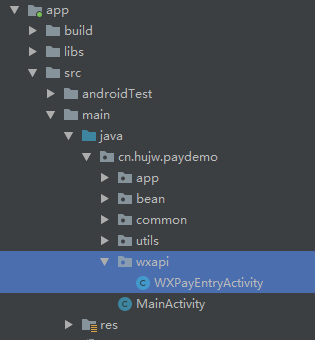 app
build
libs
src
androidTest
main
java
cn.hujw.paydemo
app
bean
common
utils
wxapi
WXPayEntryActivity
MainActivity
res